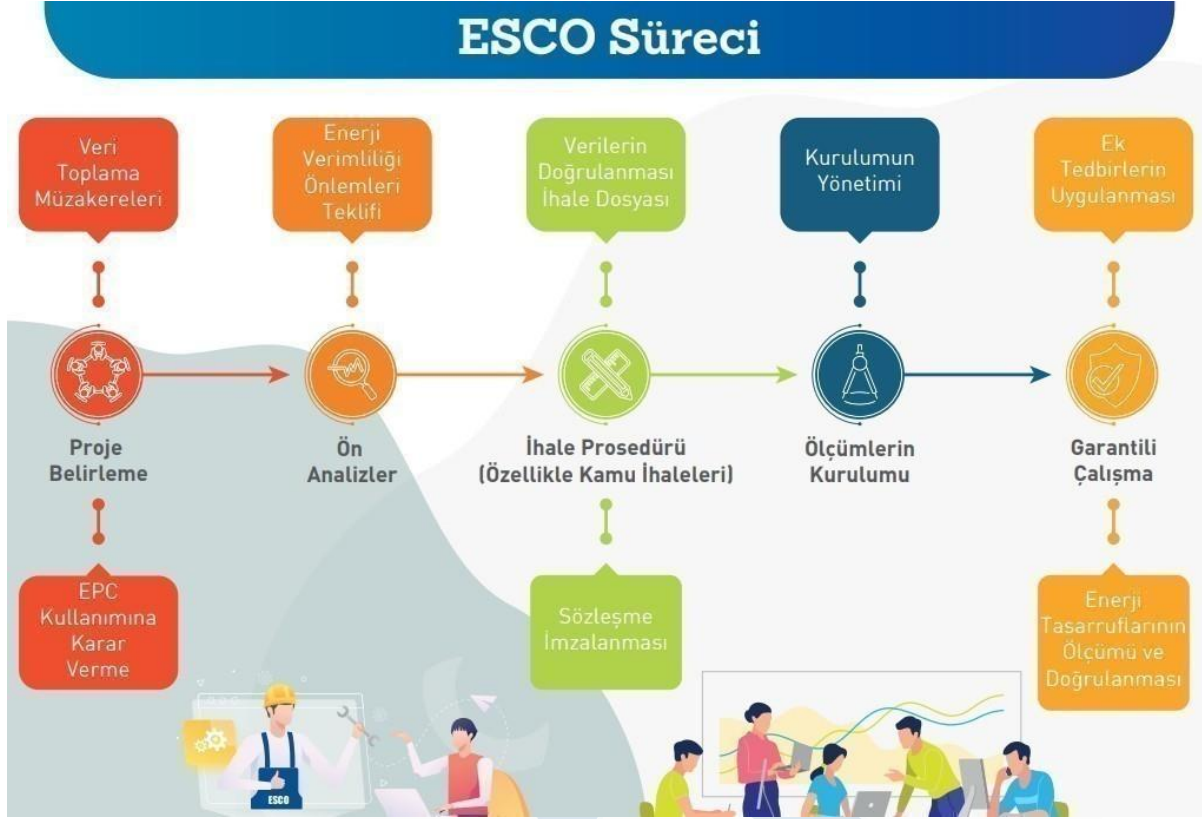 ESCO Süreci
Veri
Toplama
Müzakereleri
Enerji
Verimliliği
Önlemleri
Teklifi
Verilerin
Doğrulanması
İhale Dosyası
Kurulumun
Yönetimi
Ek
Tedbirlerin
Uygulanması
Proje
Belirleme
Ön
Analizler
İhale Prosedürü
(Özellikle Kamu İhaleleri)
Ölçümlerin
Kurulumu
Garantili
Çalışma
EPC
Kullanımına
Karar
Verme
Sözleşme
İmzalanması
Enerji
Tasarruflarının
Ölçümü ve
Doğrulanması
ESCO